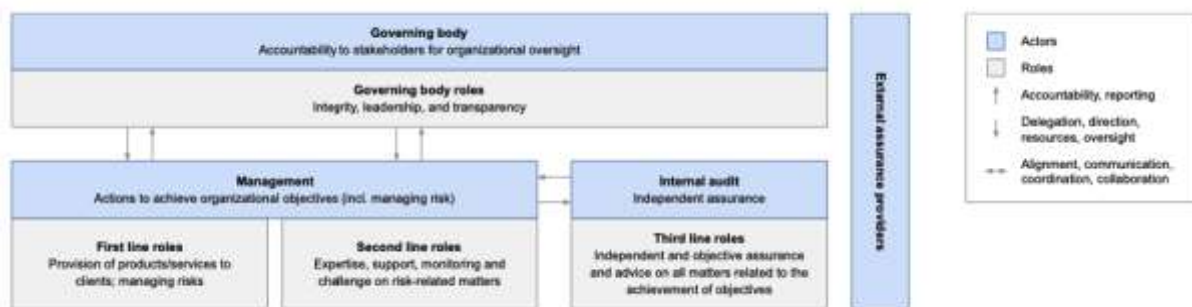 Governing body
Accountability to stakeholders for organizational oversight
Governing body roles
Integrity, leadership, and transparency
Management
Actions to achieve organizational objectives (incl. managing risk)
First line roles
Provision of products/services to
clients; managing risks
Second line roles
Expertise, support, monitoring and
challenge on risk-related matters
Internal audit
Independent assurance
Third line roles
Independent and objective assurance
and advice on all matters related to the
achievement of objectives
External assurance providers
Actors
Roles
Accountability, reporting
Delegation, direction,
resources, oversight
Alignment, communication,
coordination, collaboration